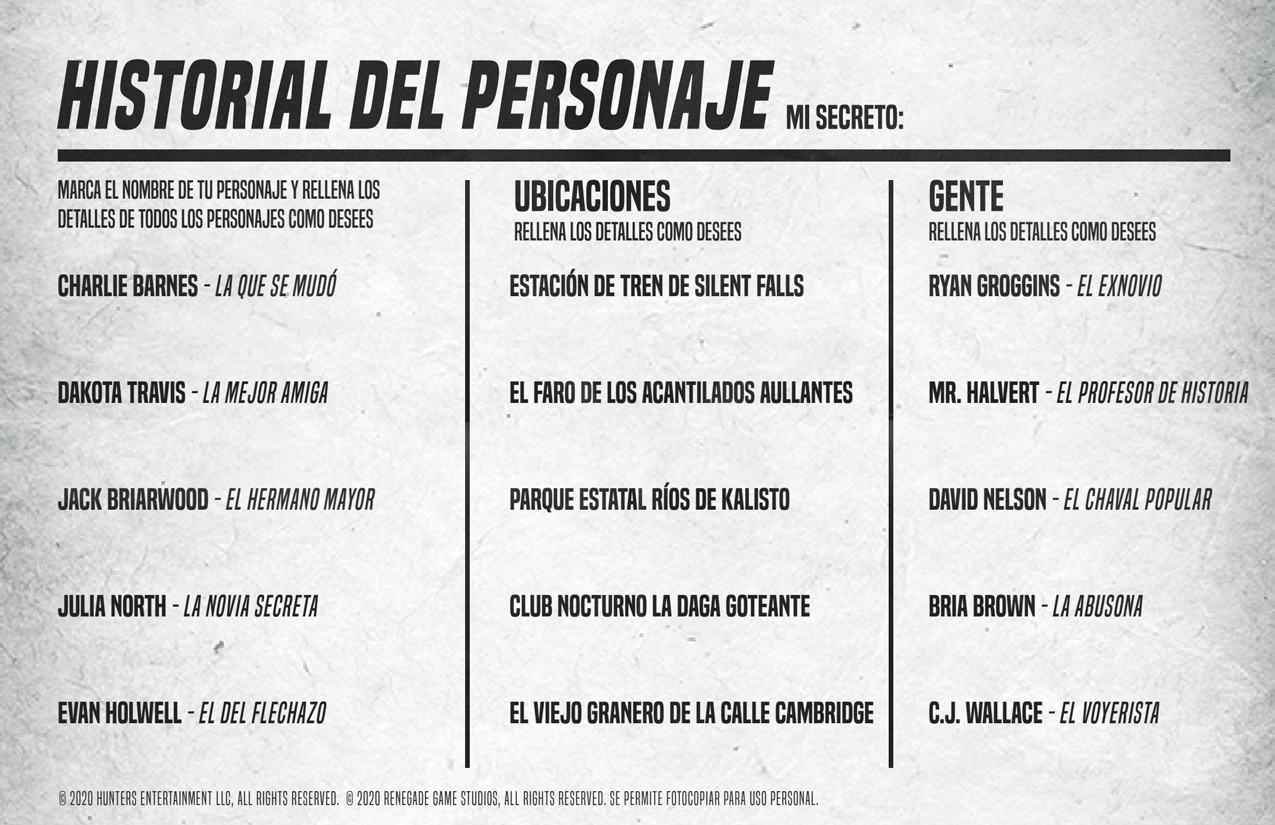 HISTORIAL DEL PERSONAJE MI SECRETO:
MARCA EL NOMBRE DE TU PERSONAJE Y RELLENA LOS
DETALLES DE TODOS LOS PERSONAJES COMO DESEES
CHARLIE BARNES - LA QUE SE MUDÓ
DAKOTA TRAVIS - LA MEJOR AMIGA
JACK BRIARWOOD - EL HERMANO MAYOR
JULIA NORTH - LA NOVIA SECRETA
EVAN HOLWELL - EL DEL FLECHAZO
UBICACIONES
RELLENA LOS DETALLES COMO DESEES
ESTACIÓN DE TREN DE SILENT FALLS
EL FARO DE LOS ACANTILADOS AULLANTES
PARQUE ESTATAL RÍOS DE KALISTO
CLUB NOCTURNO LA DAGA GOTEANTE
EL VIEJO GRANERO DE LA CALLE CAMBRIDGE
GENTE
RELLENA LOS DETALLES COMO DESEES
RYAN GROGGINS - EL EXNOVIO
MR. HALVERT - EL PROFESOR DE HISTORIA
DAVID NELSON - EL CHAVAL POPULAR
BRIA BROWN - LA ABUSONA
C.J. WALLACE - EL VOYERISTA
© 2020 HUNTERS ENTERTAINMENT LLC, ALL RIGHTS RESERVED. © 2020 RENEGADE GAME STUDIOS, ALL RIGHTS RESERVED. SE PERMITE FOTOCOPIAR PARA USO PERSONAL.